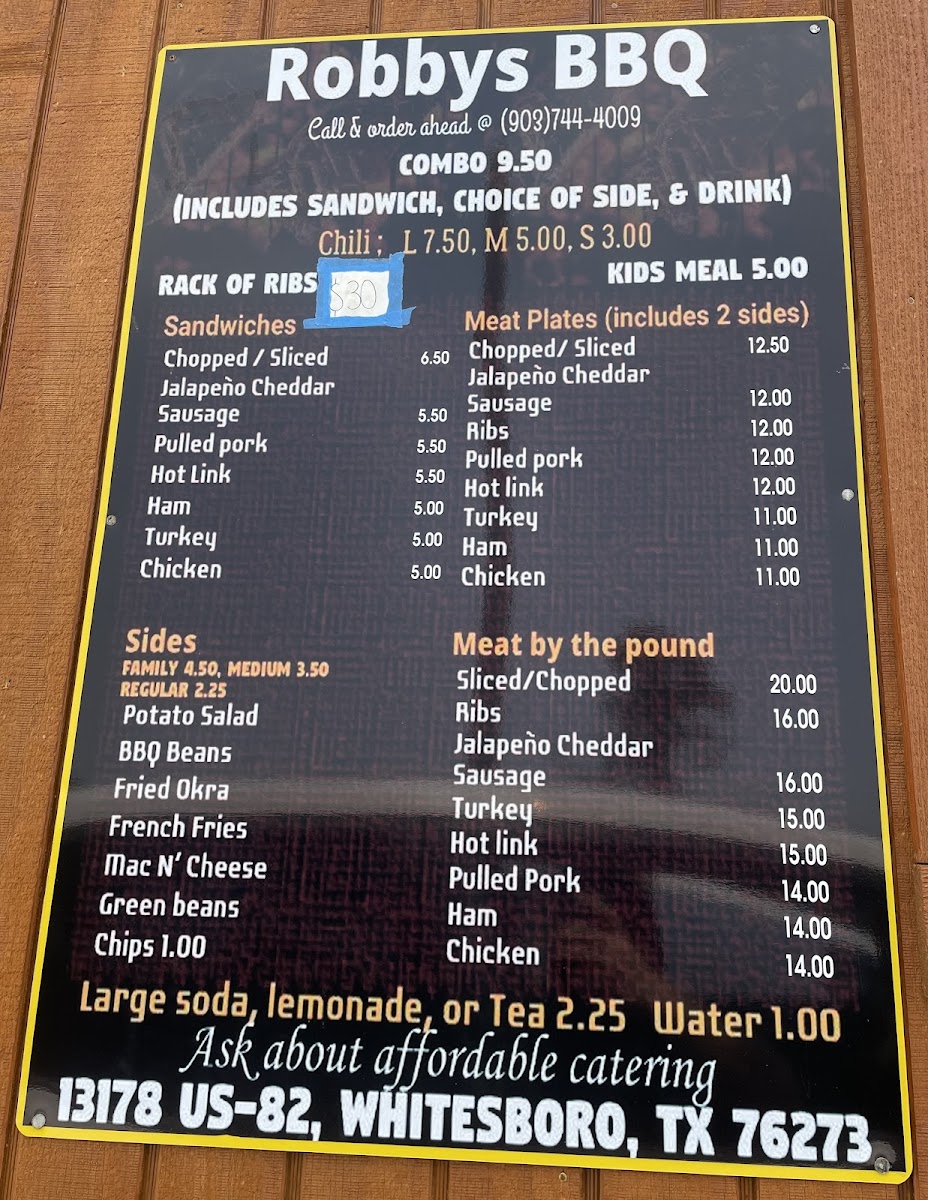 Robbys BBQ
Call & order ahead @ (903)744-4009
COMBO 9.50
(INCLUDES SANDWICH, CHOICE OF SIDE, & DRINK)
Chili ; L 7.50, M 5.00, S 3.00
RACK OF RIBS $30
KIDS MEAL 5.00
Sandwiches
Chopped / Sliced 6.50
Jalapeño Cheddar
Sausage 5.50
Pulled pork 5.50
Hot Link 5.50
Ham 5.00
Turkey 5.00
Chicken 5.00
Meat Plates (includes 2 sides)
Chopped/ Sliced 12.50
Jalapeño Cheddar
Sausage 12.00
Ribs 12.00
Pulled pork 12.00
Hot link 12.00
Turkey 11.00
Ham 11.00
Chicken 11.00
Sides
FAMILY 4.50, MEDIUM 3.50
REGULAR 2.25
Potato Salad
BBQ Beans
Fried Okra
French Fries
Mac N' Cheese
Green beans
Chips 1.00
Meat by the pound
Sliced/Chopped 20.00
Ribs 16.00
Jalapeño Cheddar
Sausage 16.00
Turkey 15.00
Hot link 15.00
Pulled Pork 14.00
Ham 14.00
Chicken 14.00
Large soda, lemonade, or Tea 2.25 Water 1.00
Ask about affordable catering
13178 US-82, WHITESBORO, TX 76273